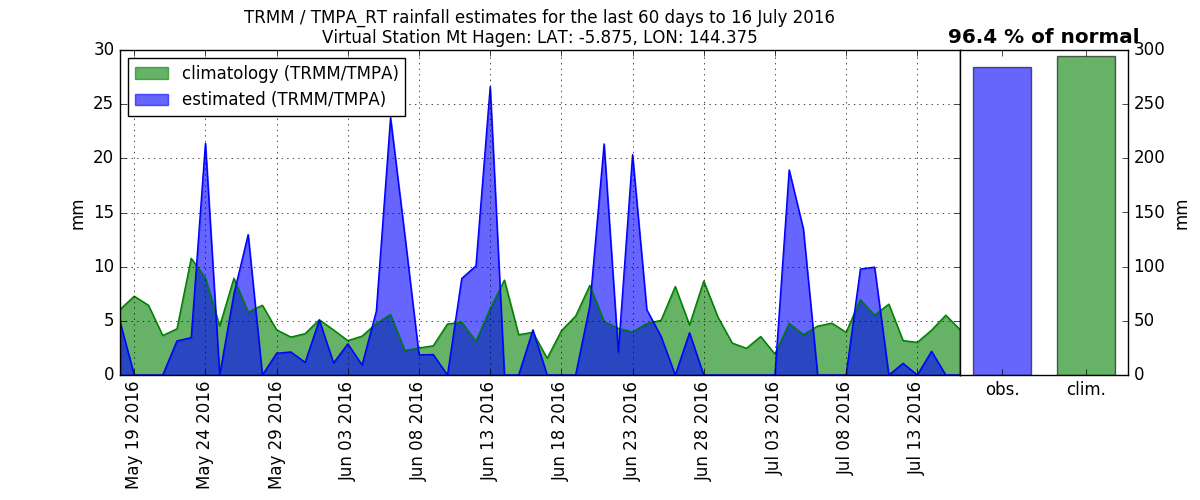 TRMM / TMPA_RT rainfall estimates for the last 60 days to 16 July 2016
Virtual Station Mt Hagen: LAT: -5.875, LON: 144.375
96.4 % of normal
climatology (TRMM/TMPA)
estimated (TRMM/TMPA)
30
25
20
15
10
5
0
mm
May 19 2016
May 24 2016
May 29 2016
Jun 03 2016
Jun 08 2016
Jun 13 2016
Jun 18 2016
Jun 23 2016
Jun 28 2016
Jul 03 2016
Jul 08 2016
Jul 13 2016
obs.
clim.
300
250
200
150
100
50
0
mm